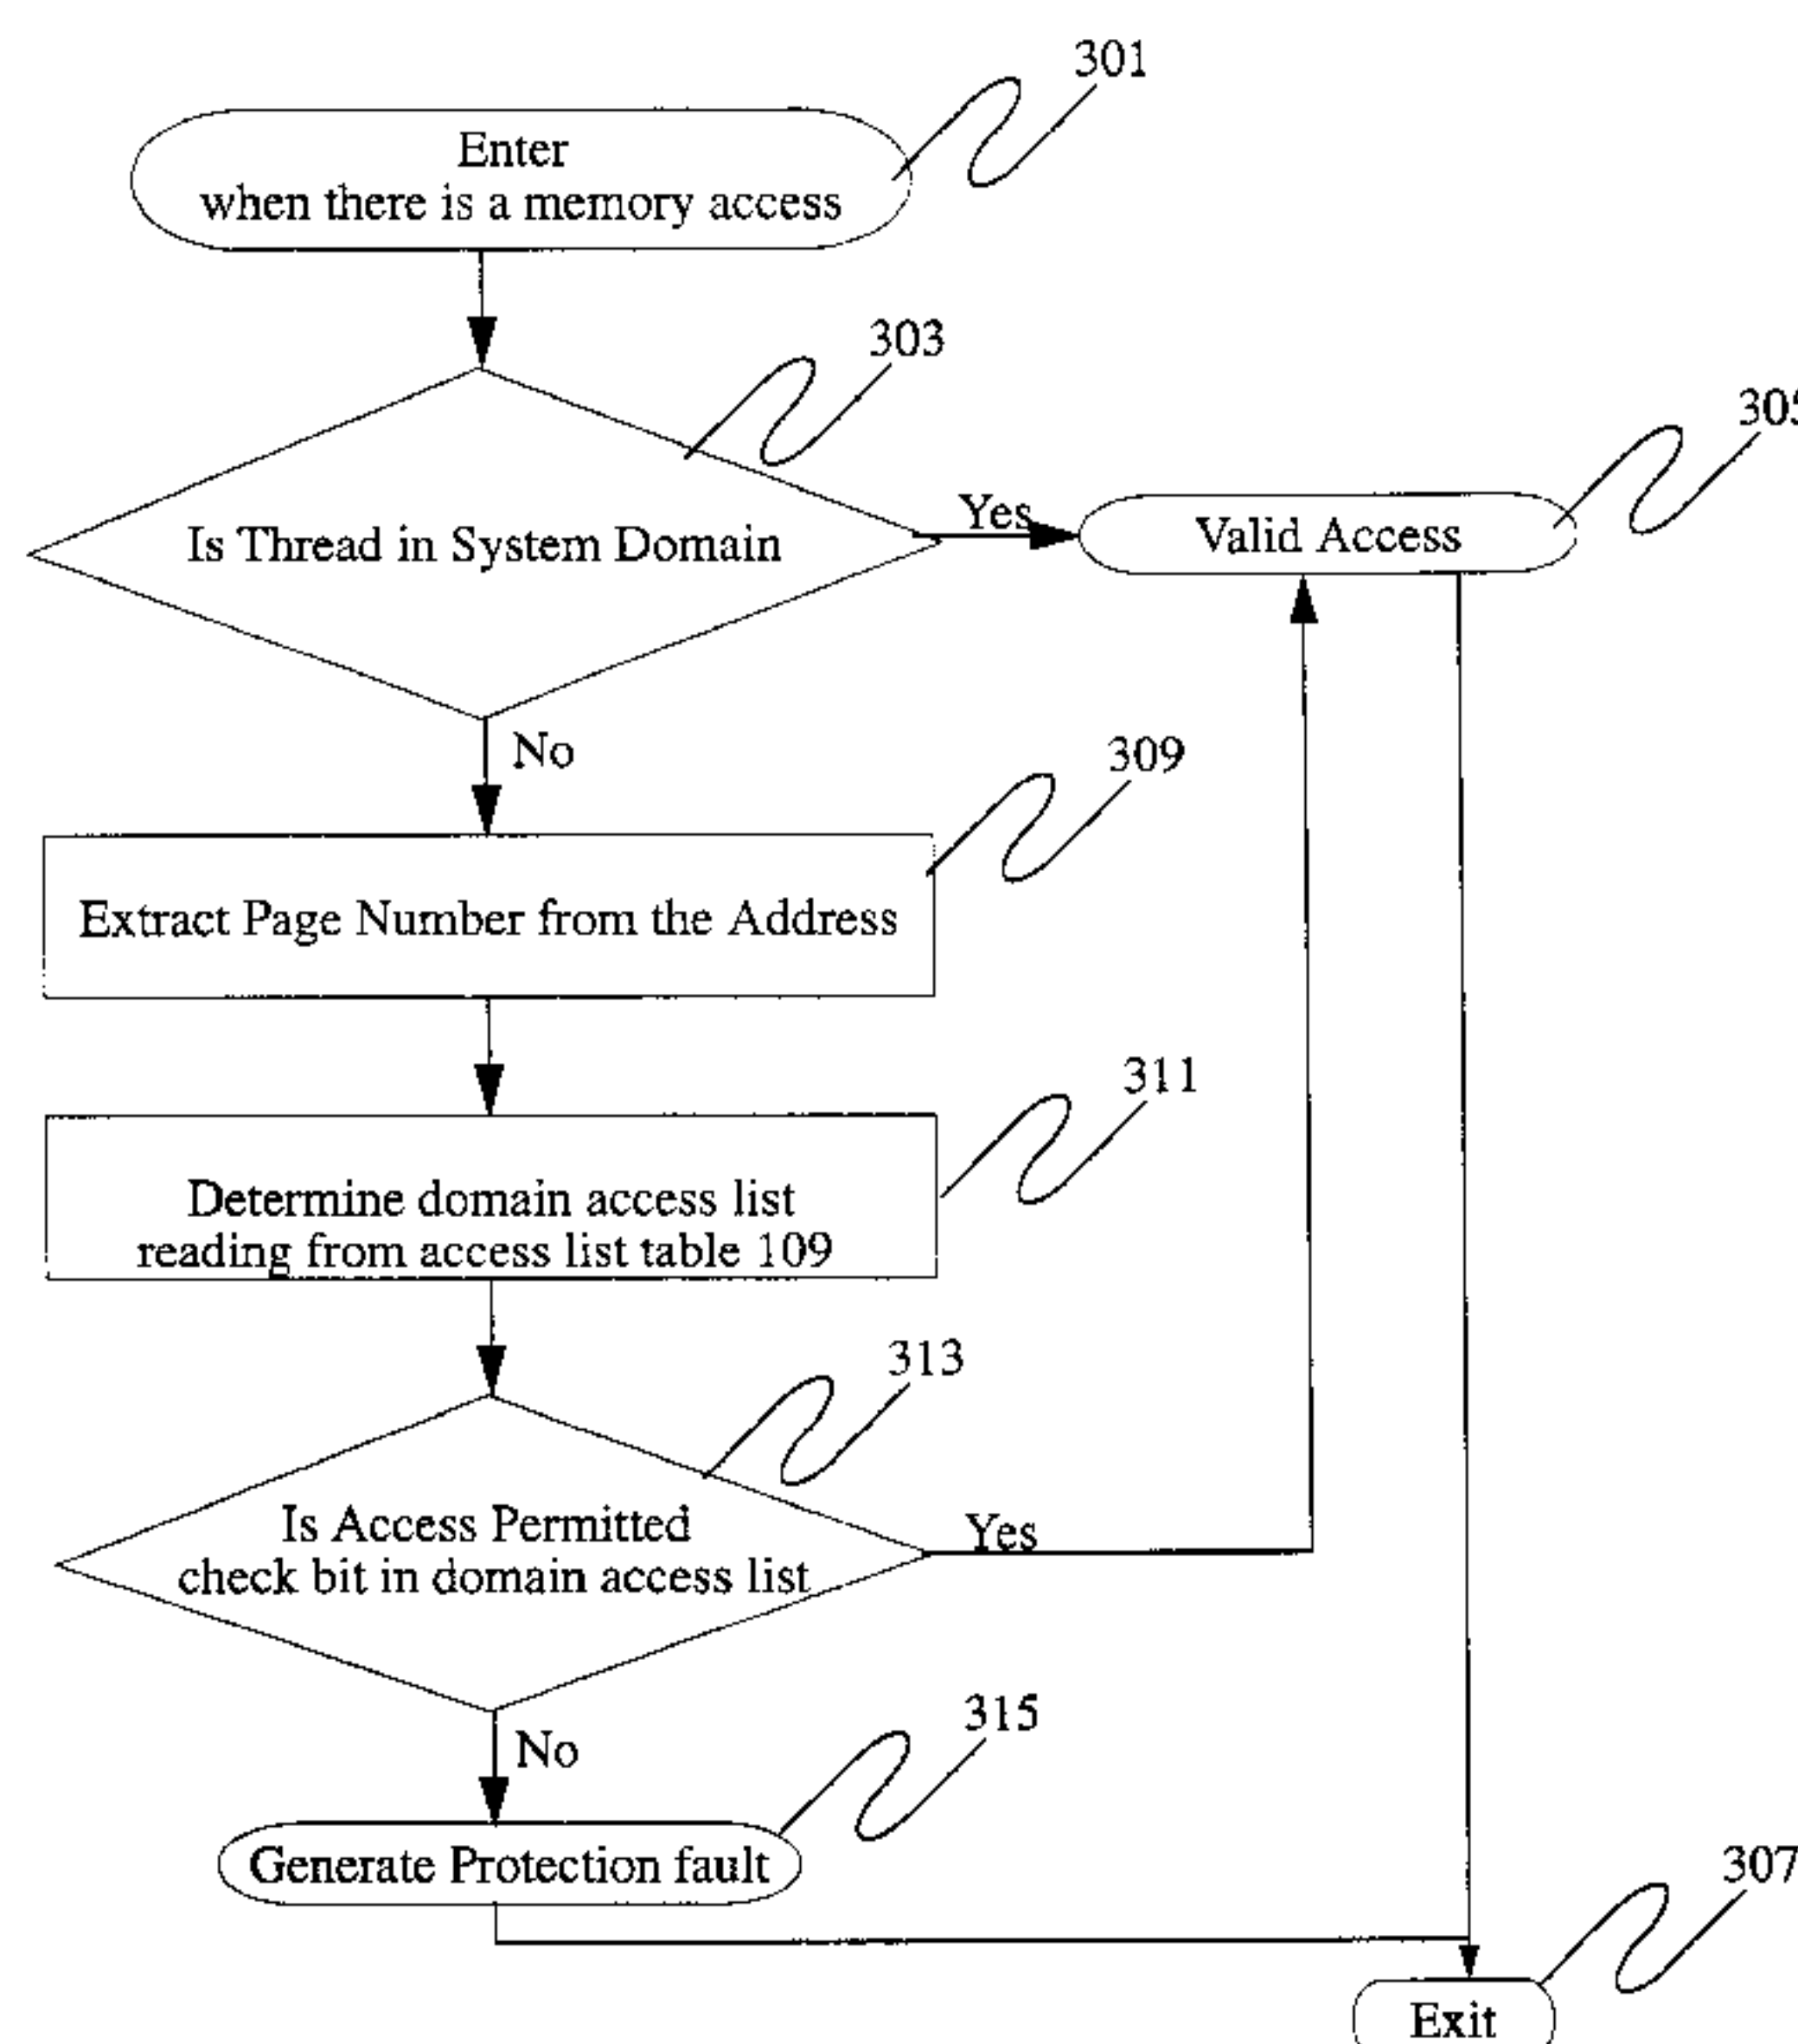 301
Enter
when there is a memory access
303
305
Is Thread in System Domain
Yes
Valid Access
No
309
Extract Page Number from the Address
311
Determine domain access list
reading from access list table 109
313
Is Access Permitted
check bit in domain access list
Yes
315
No
Generate Protection fault
307
Exit